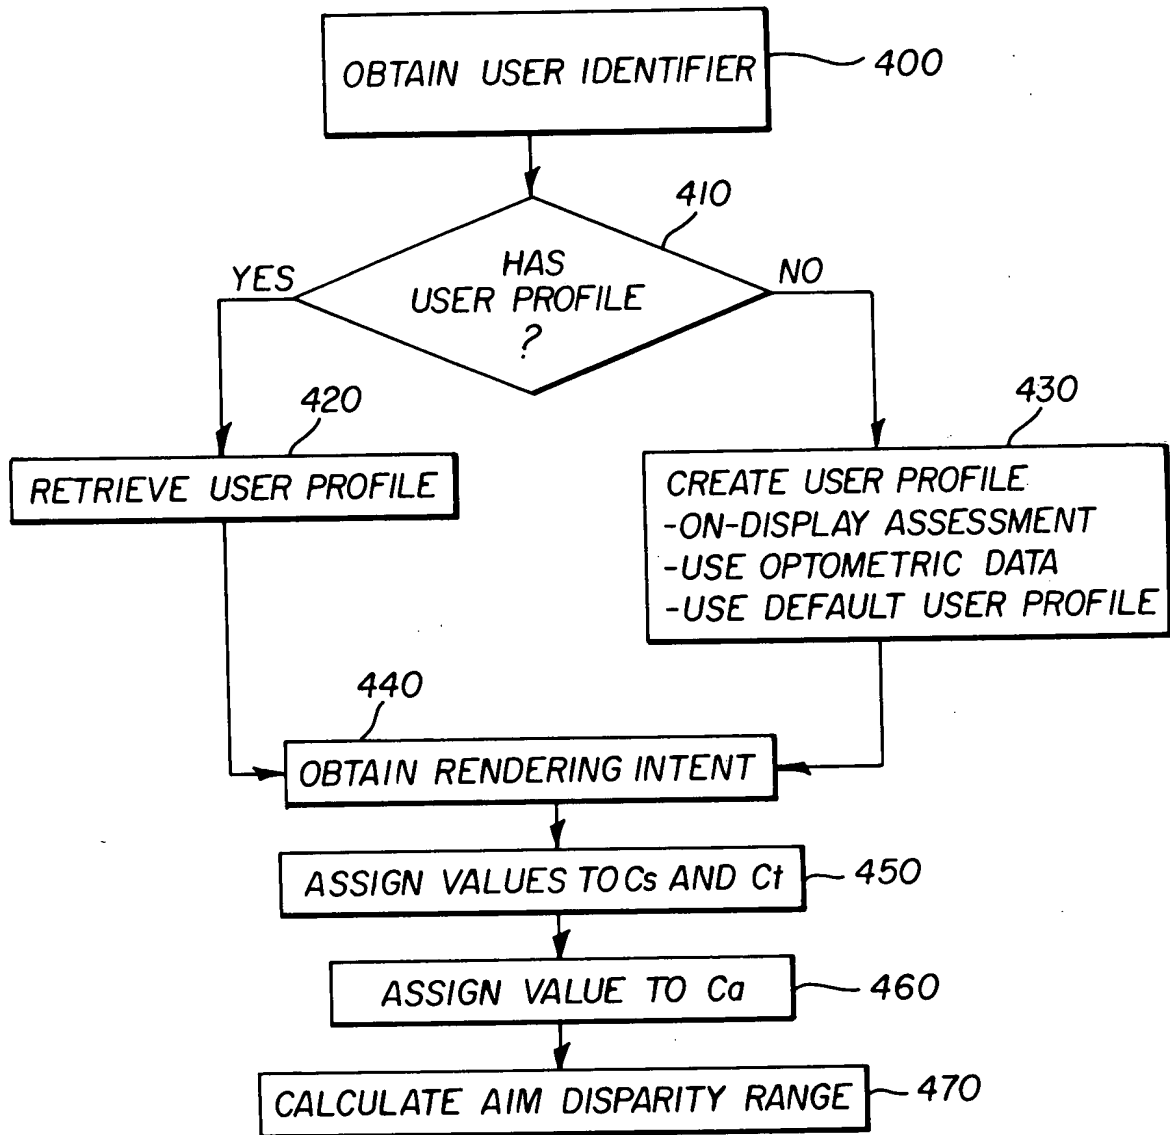 OBTAIN USER IDENTIFIER
400
410
HAS
USER PROFILE
?
YES
NO
420
RETRIEVE USER PROFILE
430
CREATE USER PROFILE
-ON-DISPLAY ASSESSMENT
-USE OPTOMETRIC DATA
-USE DEFAULT USER PROFILE
440
OBTAIN RENDERING INTENT
ASSIGN VALUES TO Cs AND Ct
450
ASSIGN VALUE TO Ca
460
CALCULATE AIM DISPARITY RANGE
470